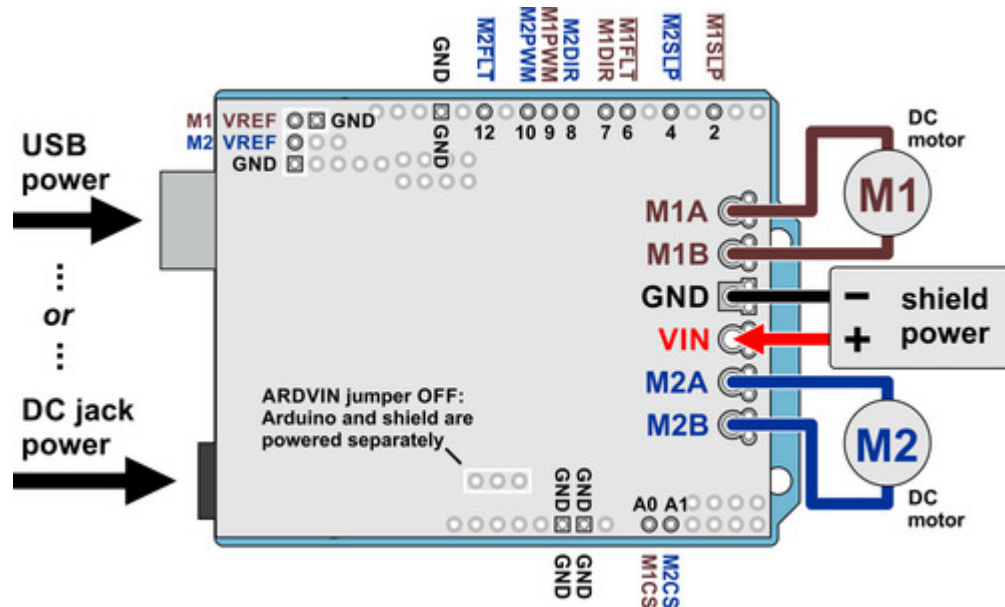 GND
M2FLT
M2PWM
M1PWM
M2DIR
M1DIR
M1FLT
M2SLP
M1SLP
M1 VREF GND
M2 VREF
GND
GND
12 10 9 8 7 6 4 2
USB
power
...
or
...
DC jack
power
M1A
M1B
GND
VIN
M2A
M2B
DC
motor
M1
− shield
+ power
M2
DC
motor
ARDVIN jumper OFF:
Arduino and shield are
powered separately
GND
GND
A0 A1
GND
GND
M1CS
M2CS